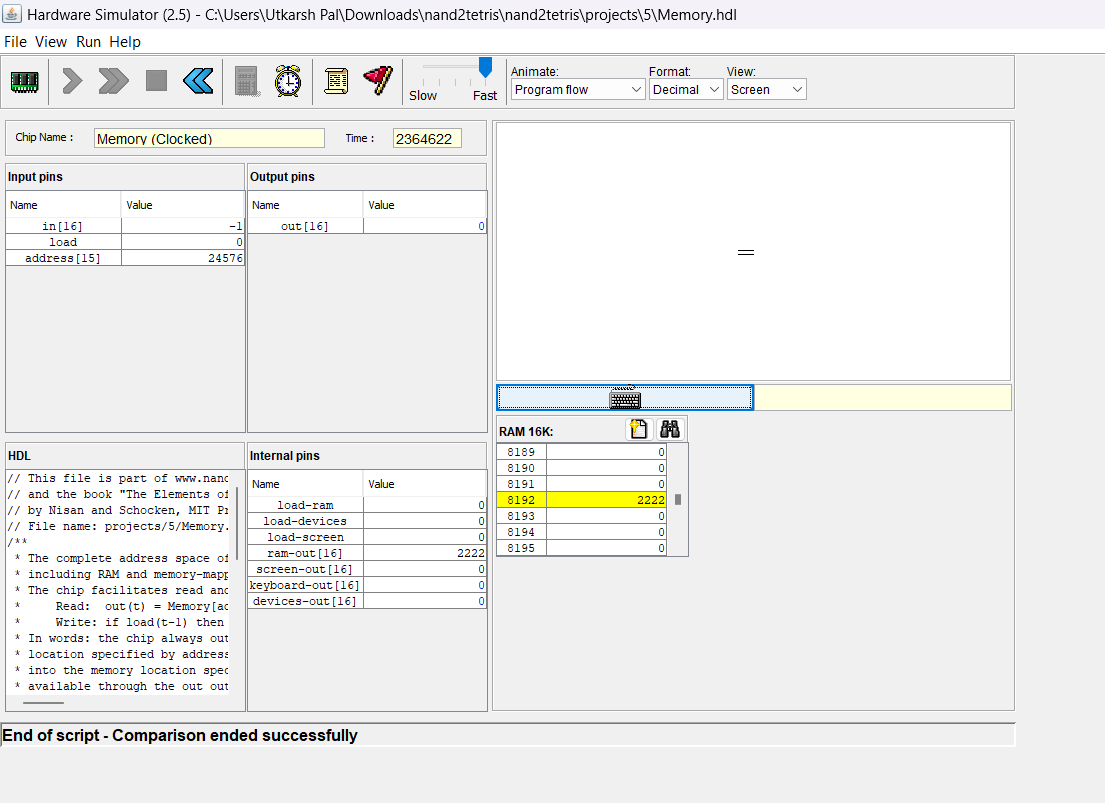 Hardware Simulator (2.5) - C:\Users\Utkarsh Pal\Downloads\nand2tetris\nand2tetris\projects\5\Memory.hdl
File View Run Help
Slow Fast
Animate: Format: View:
Program flow Decimal Screen
Chip Name : Memory (Clocked) Time : 2364622
Input pins
Name Value
in[16] -1
load 0
address[15] 24576
Output pins
Name Value
out[16] 0
HDL
// This file is part of www.nand
// and the book "The Elements of
// by Nisan and Schocken, MIT Pr
// File name: projects/5/Memory.
/**
* The complete address space of
* including RAM and memory-mapp
* The chip facilitates read and
* Read: out(t) = Memory[ad
* Write: if load(t-1) then
* In words: the chip always out
* location specified by address
* into the memory location spec
* available through the out out
Internal pins
Name Value
load-ram 0
load-devices 0
load-screen 0
ram-out[16] 2222
screen-out[16] 0
keyboard-out[16] 0
devices-out[16] 0
RAM 16K:
8189 0
8190 0
8191 0
8192 2222
8193 0
8194 0
8195 0
End of script - Comparison ended successfully